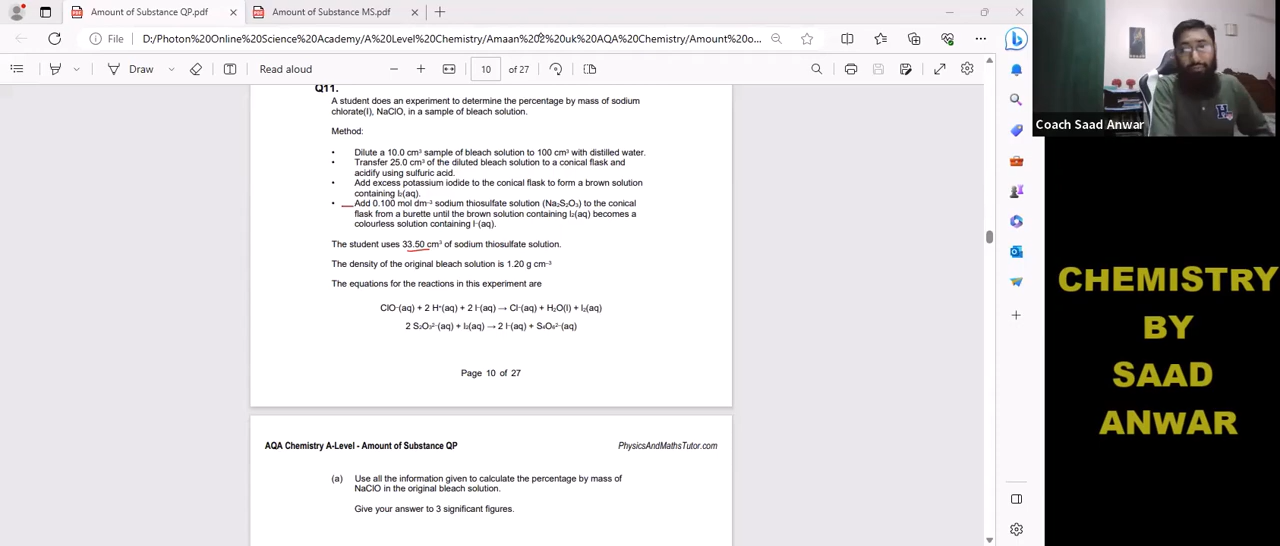 Amount of Substance QP.pdf
Amount of Substance MS.pdf
File
D:/Photon%20Online%20Science%20Academy/A%20Level%20Chemistry/Amaan%202%20uk%20AQA%20Chemistry/Amount%20o...
Draw
Read aloud
10
of 27
Coach Saad Anwar
Q11.
A student does an experiment to determine the percentage by mass of sodium
chlorate(I), NaClO, in a sample of bleach solution.
Method:
• Dilute a 10.0 cm³ sample of bleach solution to 100 cm³ with distilled water.
• Transfer 25.0 cm³ of the diluted bleach solution to a conical flask and
acidify using sulfuric acid.
• Add excess potassium iodide to the conical flask to form a brown solution
containing I₂(aq).
• Add 0.100 mol dm⁻³ sodium thiosulfate solution (Na₂S₂O₃) to the conical
flask from a burette until the brown solution containing I₂(aq) becomes a
colourless solution containing I⁻(aq).
The student uses 33.50 cm³ of sodium thiosulfate solution.
The density of the original bleach solution is 1.20 g cm⁻³
The equations for the reactions in this experiment are
ClO⁻(aq) + 2 H⁺(aq) + 2 I⁻(aq) → Cl⁻(aq) + H₂O(l) + I₂(aq)
2 S₂O₃²⁻(aq) + I₂(aq) → 2 I⁻(aq) + S₄O₆²⁻(aq)
Page 10 of 27
AQA Chemistry A-Level - Amount of Substance QP
PhysicsAndMathsTutor.com
(a) Use all the information given to calculate the percentage by mass of
NaClO in the original bleach solution.
Give your answer to 3 significant figures.
CHEMISTRY
BY
SAAD
ANWAR